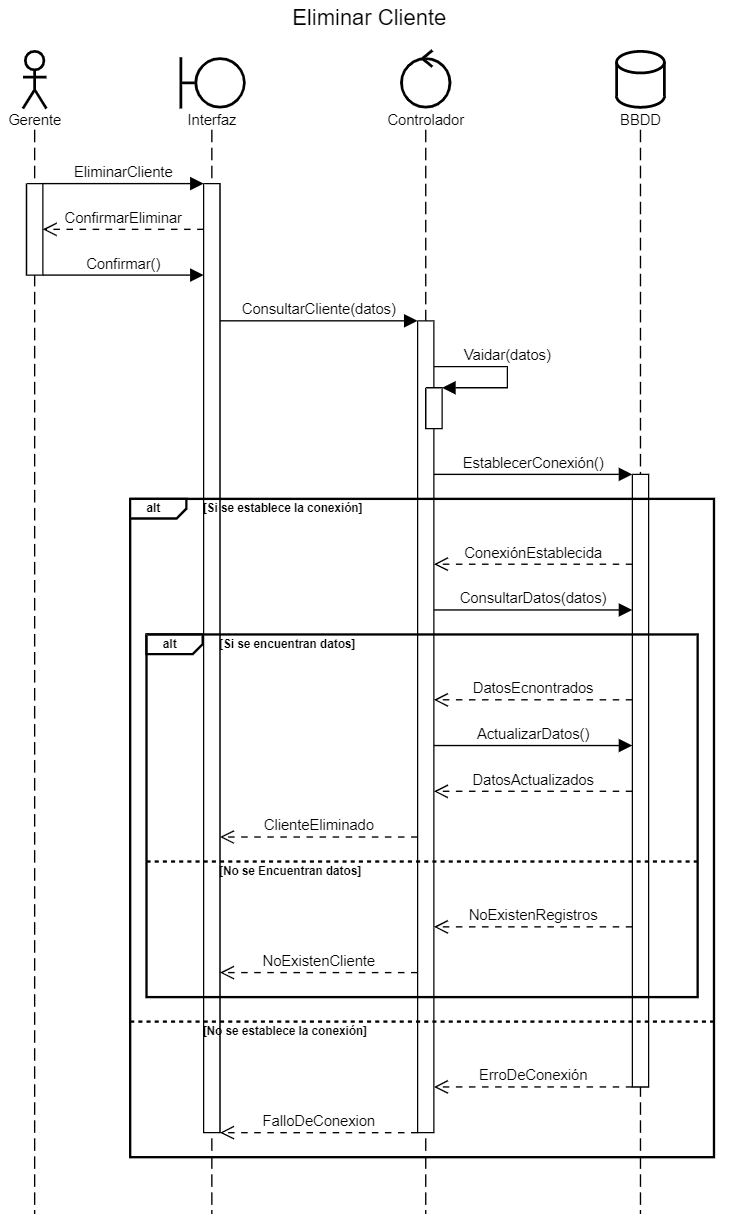 Eliminar Cliente
Gerente
Interfaz
Controlador
BBDD
EliminarCliente
ConfirmarEliminar
Confirmar()
ConsultarCliente(datos)
Vaidar(datos)
EstablecerConexión()
alt
[Si se establece la conexión]
ConexiónEstablecida
ConsultarDatos(datos)
alt
[Si se encuentran datos]
DatosEcnontrados
ActualizarDatos()
DatosActualizados
ClienteEliminado
[No se Encuentran datos]
NoExistenRegistros
NoExistenCliente
[No se establece la conexión]
ErroDeConexión
FalloDeConexion